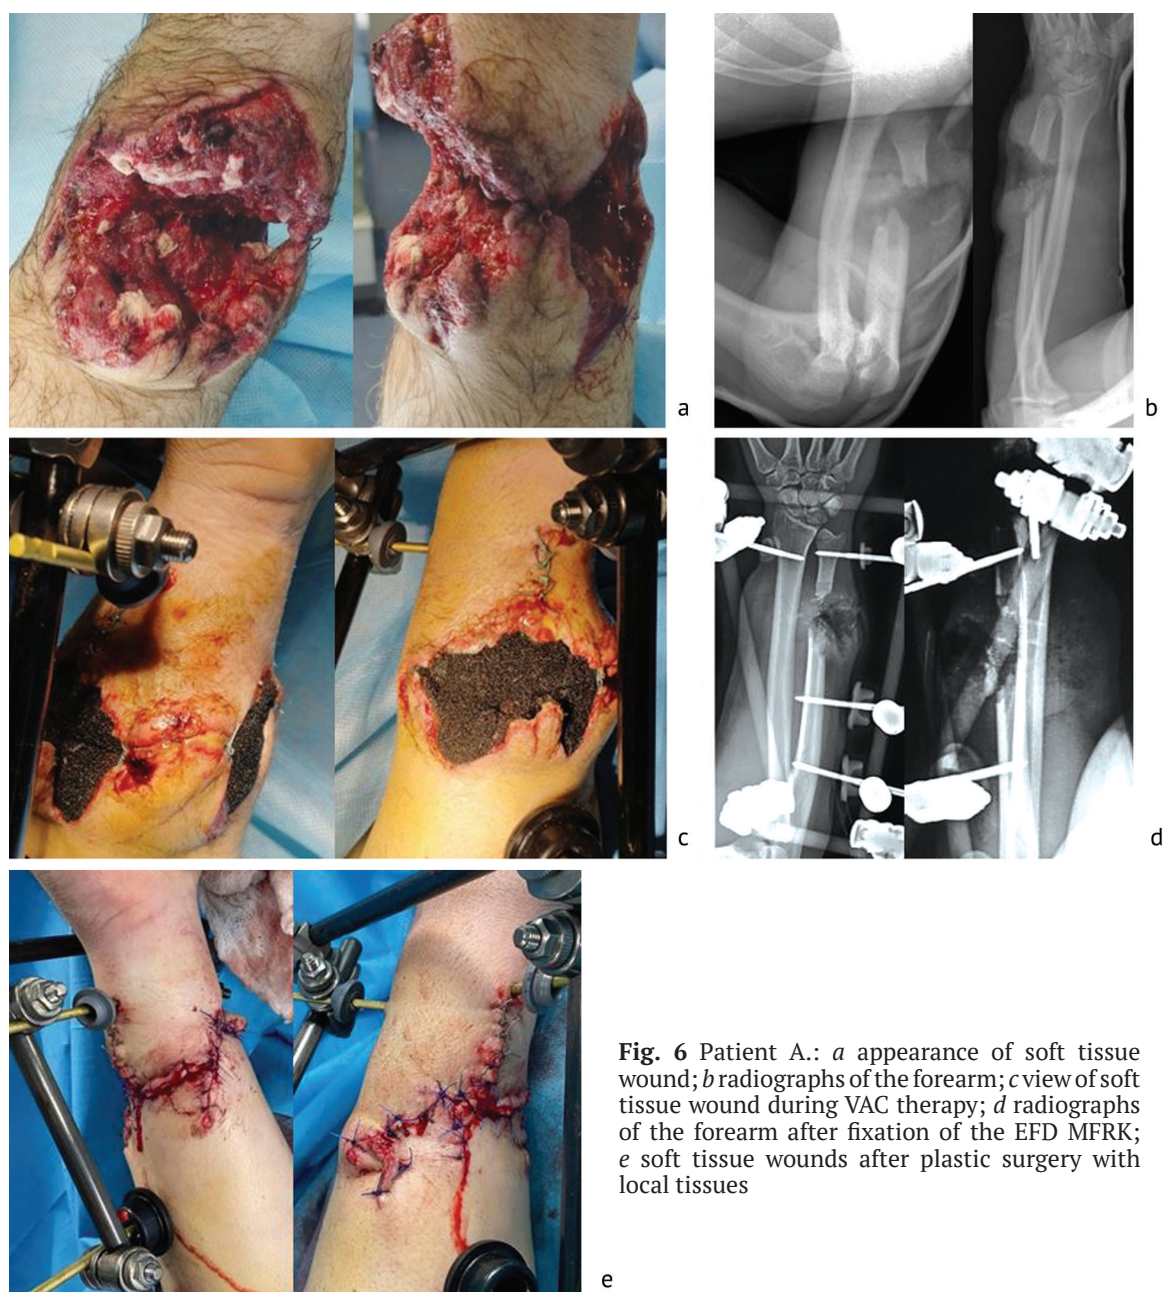 a
b
c
d
e
Fig. 6 Patient A.: a appearance of soft tissue
wound; b radiographs of the forearm; c view of soft
tissue wound during VAC therapy; d radiographs
of the forearm after fixation of the EFD MFRK;
e soft tissue wounds after plastic surgery with
local tissues